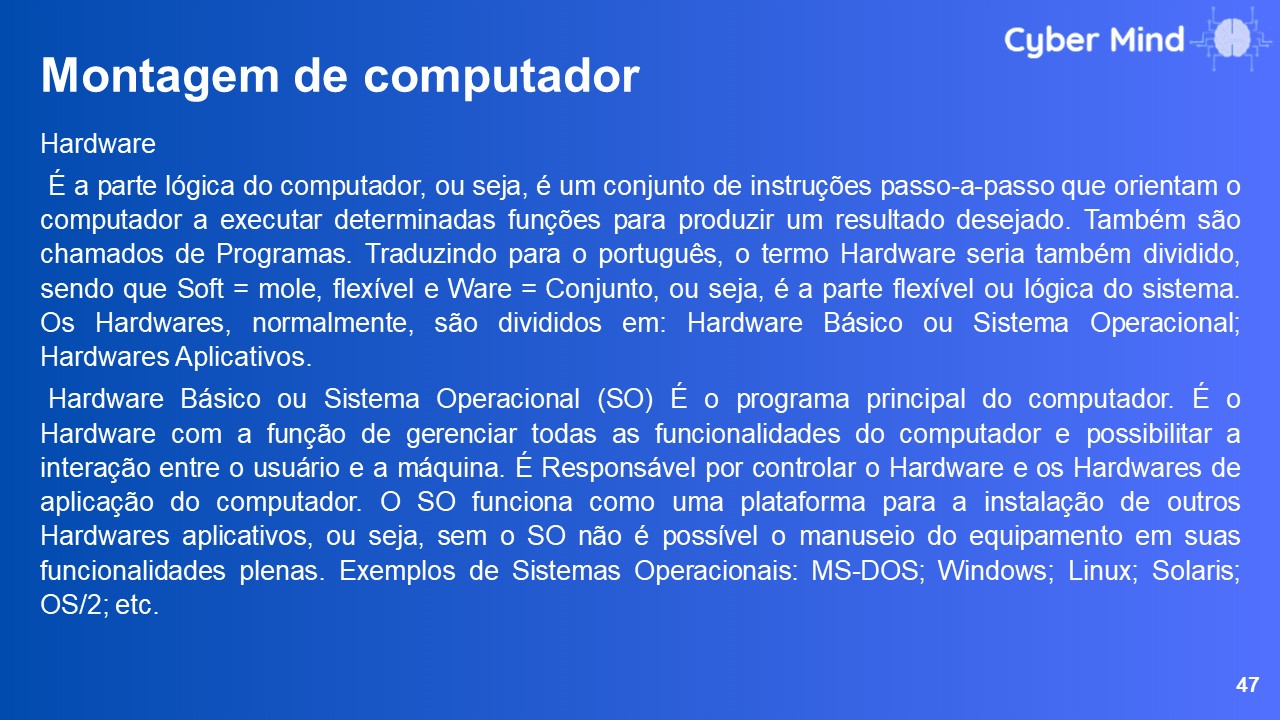 Cyber Mind
Montagem de computador
Hardware
É a parte lógica do computador, ou seja, é um conjunto de instruções passo-a-passo que orientam o
computador a executar determinadas funções para produzir um resultado desejado. Também são
chamados de Programas. Traduzindo para o português, o termo Hardware seria também dividido,
sendo que Soft = mole, flexível e Ware = Conjunto, ou seja, é a parte flexível ou lógica do sistema.
Os Hardwares, normalmente, são divididos em: Hardware Básico ou Sistema Operacional;
Hardwares Aplicativos.
Hardware Básico ou Sistema Operacional (SO) É o programa principal do computador. É o
Hardware com a função de gerenciar todas as funcionalidades do computador e possibilitar a
interação entre o usuário e a máquina. É Responsável por controlar o Hardware e os Hardwares de
aplicação do computador. O SO funciona como uma plataforma para a instalação de outros
Hardwares aplicativos, ou seja, sem o SO não é possível o manuseio do equipamento em suas
funcionalidades plenas. Exemplos de Sistemas Operacionais: MS-DOS; Windows; Linux; Solaris;
OS/2; etc.
47